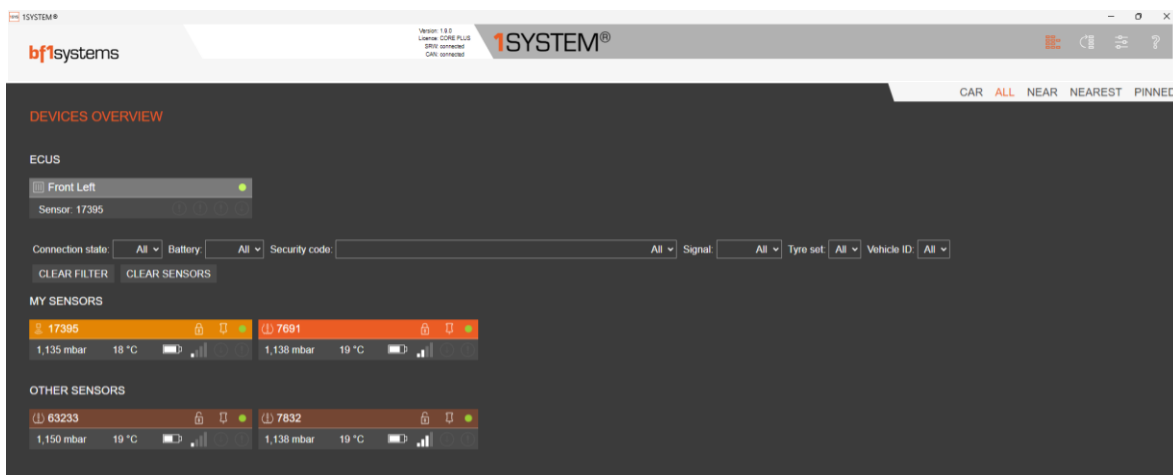 1SYSTEM®
bf1systems
Version: 1.8.0
Licence: CORE PLUS
SRW: connected
CAN: connected
1SYSTEM®
CAR ALL NEAR NEAREST PINNED
DEVICES OVERVIEW
ECUS
Front Left
Sensor: 17395
Connection state: All Battery: All Security code: All Signal: All Tyre set: All Vehicle ID: All
CLEAR FILTER CLEAR SENSORS
MY SENSORS
17395 7691
1,135 mbar 18 °C 1,138 mbar 19 °C
OTHER SENSORS
63233 7832
1,150 mbar 19 °C 1,138 mbar 19 °C